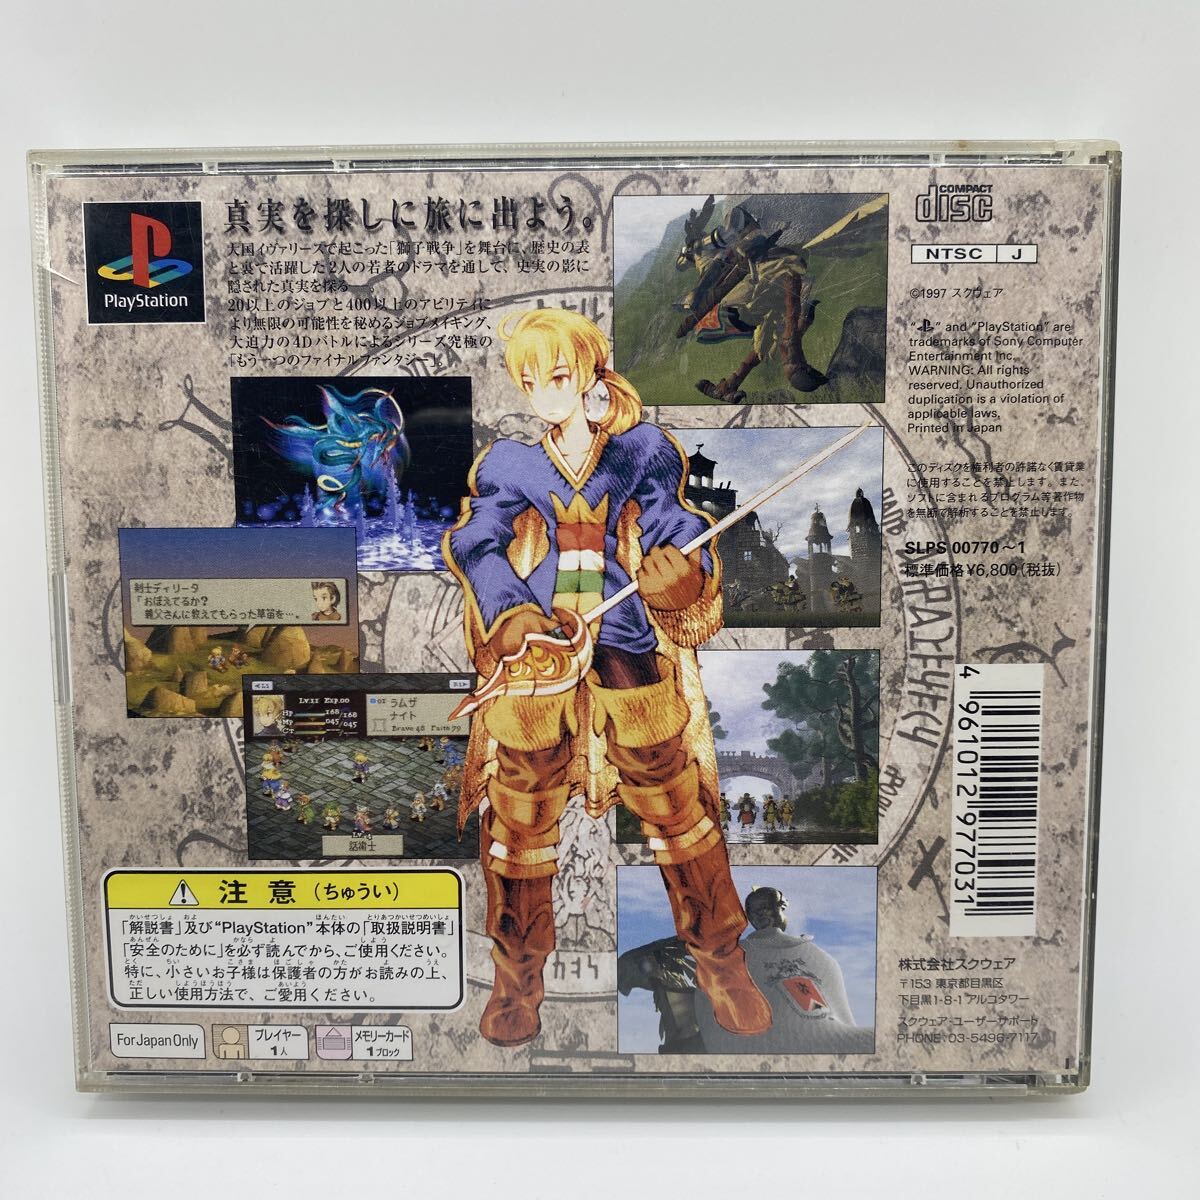 PlayStation
真実を探しに旅に出よう。
大国イヴァリースで起こった「獅子戦争」を舞台に、歴史の表
と裏で活躍した2人の若者のドラマを通して、史実の影に
隠された真実を探る
20以上のジョブと400以上のアビリティに
より無限の可能性を秘めるジョブメイキング、
大迫力の4Dバトルによるシリーズ究極の
「もう一つのファイナルファンタジー」。
剣士ディリータ
「おぼえてるか?
義父さんに教えてもらった草笛を…。
L1
R1
Lv.11 Exp.00
Hp 168/168
Mp 045/045
CT
01
ラムザ
ナイト
Brave 48 Faith 79
話術士
注意(ちゅうい)
「解説書」及び"PlayStation"本体の「取扱説明書」
「安全のために」を必ず読んでから、ご使用ください。
特に、小さいお子様は保護者の方がお読みの上、
正しい使用方法で、ご愛用ください。
For Japan Only
プレイヤー
1人
メモリーカード
1ブロック
COMPACT
disc
NTSC J
©1997 スクウェア
" " and "PlayStation" are
trademarks of Sony Computer
Entertainment Inc.
WARNING: All rights
reserved. Unauthorized
duplication is a violation of
applicable laws.
Printed in Japan
このディスクを権利者の許諾なく賃貸業
に使用することを禁止します。また、
ソフトに含まれるプログラム等著作物
を無断で解析することを禁止します。
SLPS 00770~1
標準価格¥6,800(税抜)
4 961012 977031
株式会社スクウェア
〒153 東京都目黒区
下目黒1-8-1 アルコタワー
スクウェア・ユーザーサポート
PHONE: 03-5496-7117